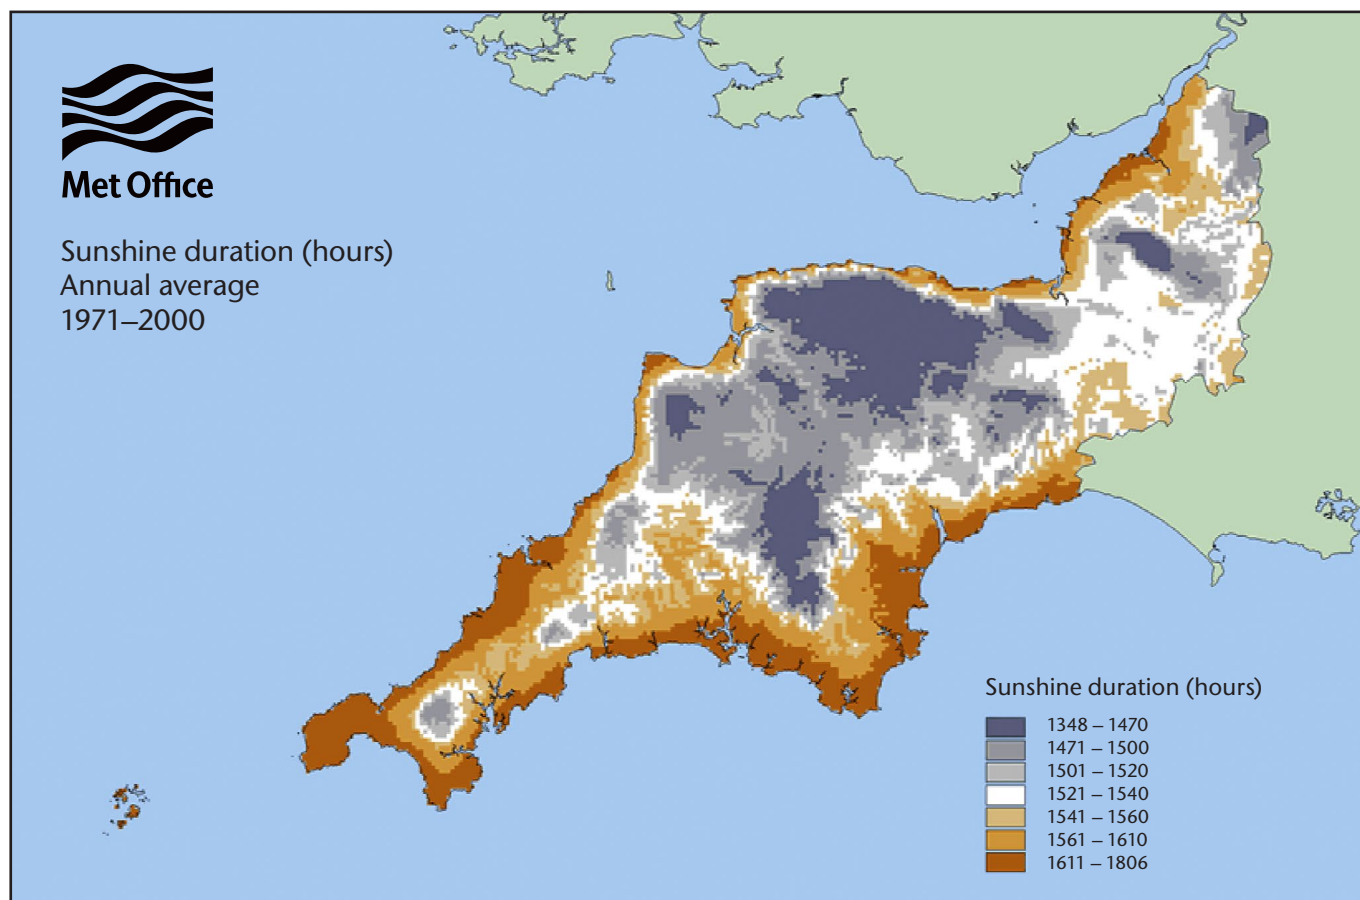 Met Office
Sunshine duration (hours)
Annual average
1971–2000
Sunshine duration (hours)
1348 – 1470
1471 – 1500
1501 – 1520
1521 – 1540
1541 – 1560
1561 – 1610
1611 – 1806